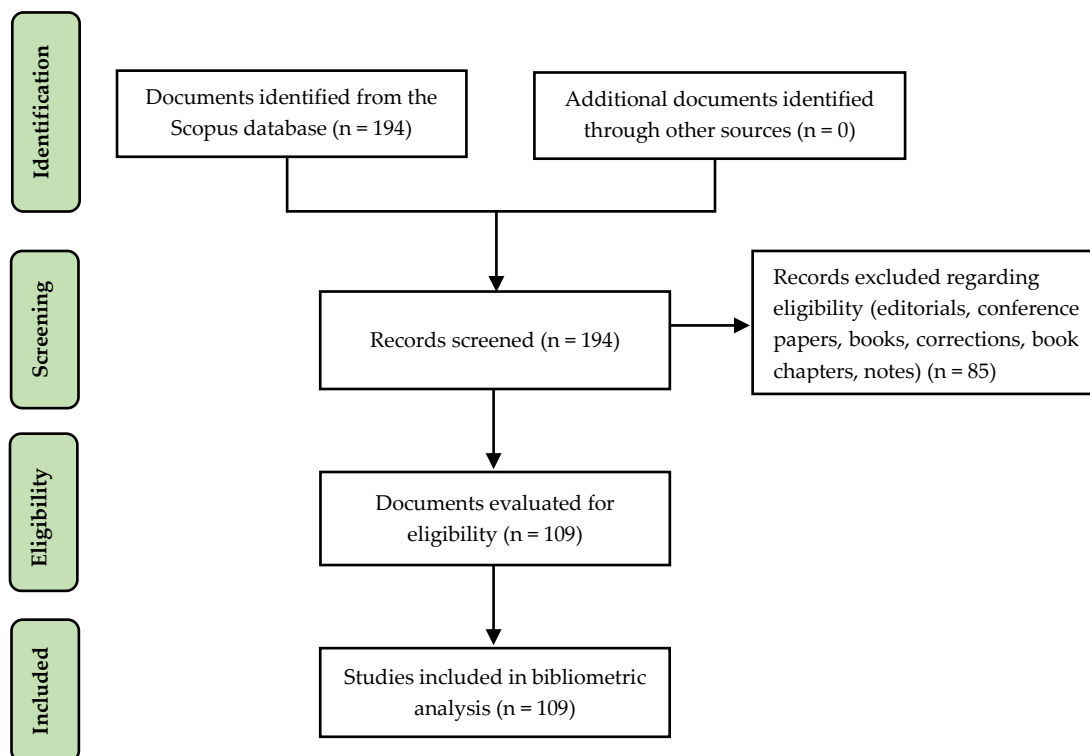 Identification
Documents identified from the
Scopus database (n = 194)
Additional documents identified
through other sources (n = 0)
Screening
Records screened (n = 194)
Records excluded regarding
eligibility (editorials, conference
papers, books, corrections, book
chapters, notes) (n = 85)
Eligibility
Documents evaluated for
eligibility (n = 109)
Included
Studies included in bibliometric
analysis (n = 109)